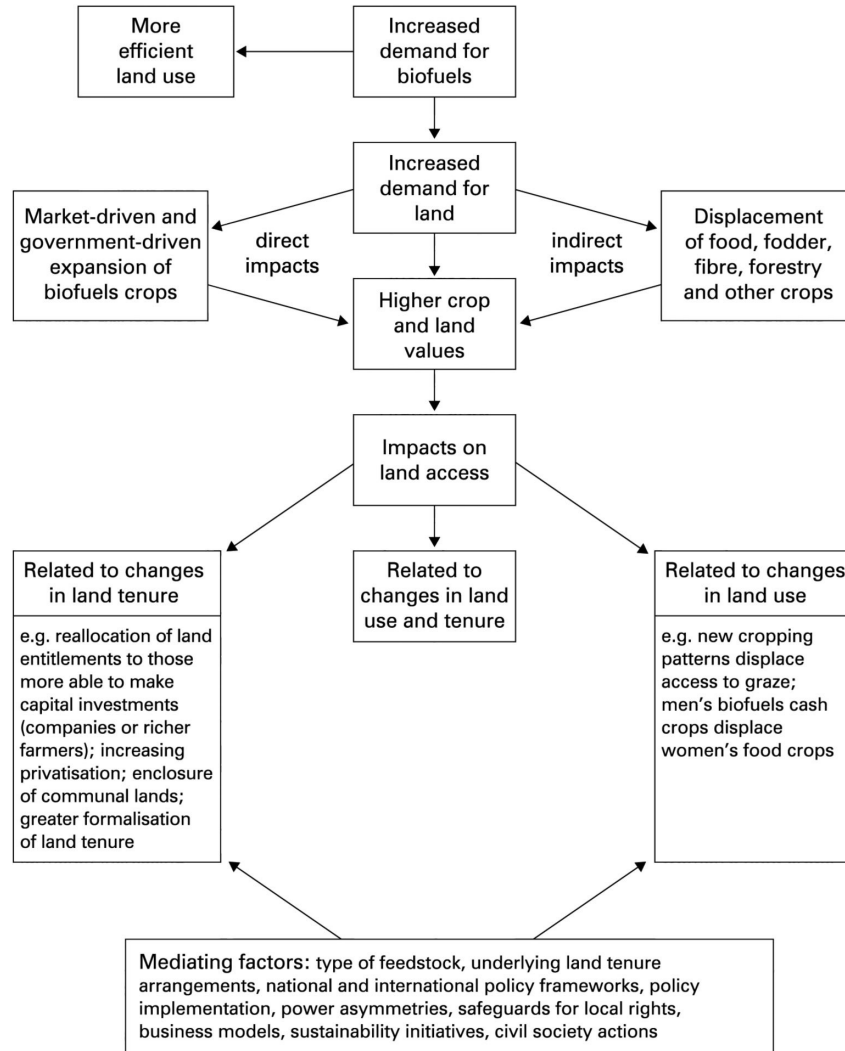 More
efficient
land use
Increased
demand for
biofuels
Increased
demand for
land
Market-driven and
government-driven
expansion of
biofuels crops
direct
impacts
indirect
impacts
Displacement
of food, fodder,
fibre, forestry
and other crops
Higher crop
and land
values
Impacts on
land access
Related to changes
in land tenure
e.g. reallocation of land
entitlements to those
more able to make
capital investments
(companies or richer
farmers); increasing
privatisation; enclosure
of communal lands;
greater formalisation
of land tenure
Related to
changes in land
use and tenure
Related to changes
in land use
e.g. new cropping
patterns displace
access to graze;
men’s biofuels cash
crops displace
women’s food crops
Mediating factors: type of feedstock, underlying land tenure
arrangements, national and international policy frameworks, policy
implementation, power asymmetries, safeguards for local rights,
business models, sustainability initiatives, civil society actions